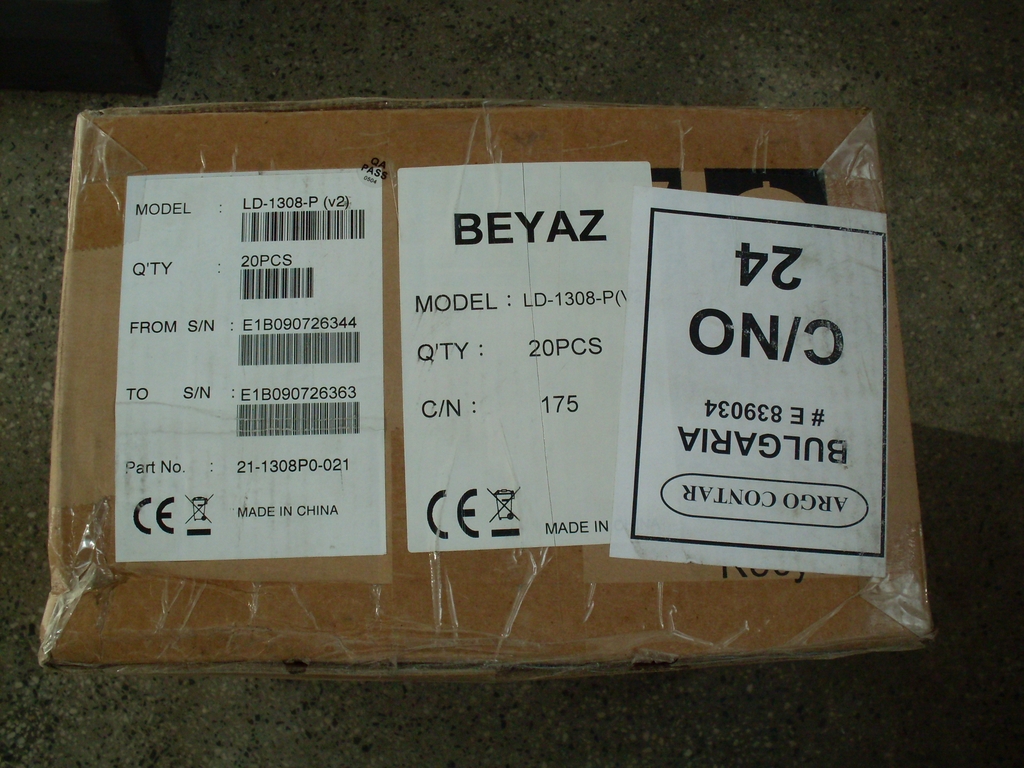 QA
PASS
0504
MODEL : LD-1308-P (v2)
Q'TY : 20PCS
FROM S/N : E1B090726344
TO S/N : E1B090726363
Part No. : 21-1308P0-021
CE MADE IN CHINA
BEYAZ
MODEL : LD-1308-P(
Q'TY : 20PCS
C/N : 175
CE MADE IN
ARGO CONTAR
BULGARIA
# E 839034
C/NO
24